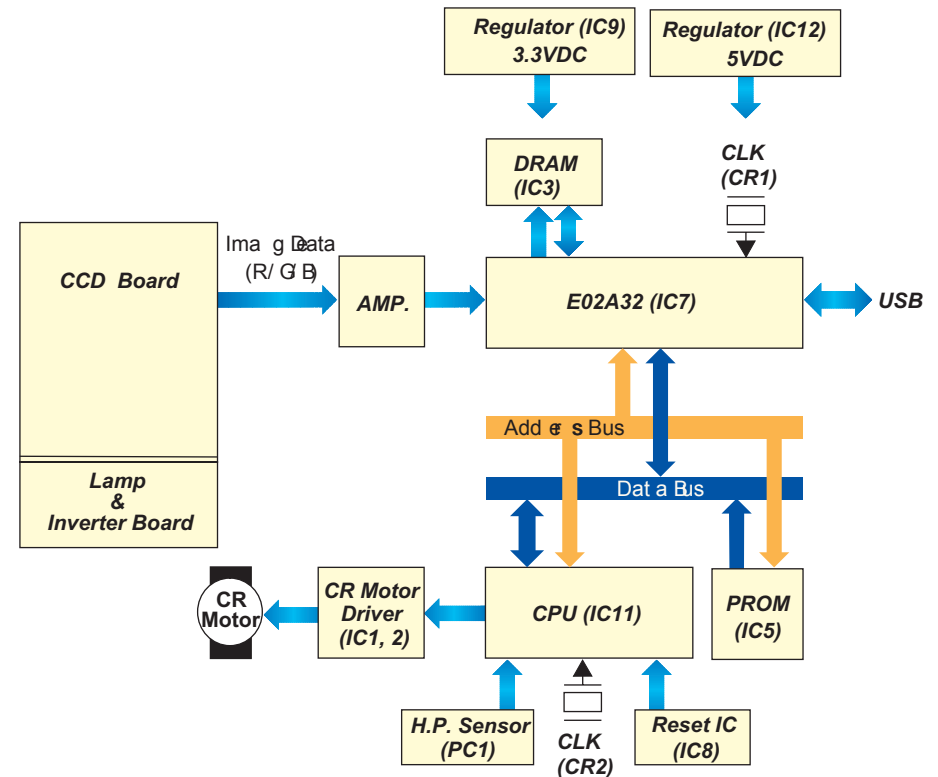 Regulator (IC9)
3.3VDC
Regulator (IC12)
5VDC
DRAM
(IC3)
CLK
(CR1)
CCD Board
Ima g Data
(R/ G/ B)
AMP.
E02A32 (IC7)
USB
Add er s s Bus
Dat a Bus
Lamp
&
Inverter Board
CR
Motor
CR Motor
Driver
(IC1, 2)
CPU (IC11)
PROM
(IC5)
H.P. Sensor
(PC1)
CLK
(CR2)
Reset IC
(IC8)